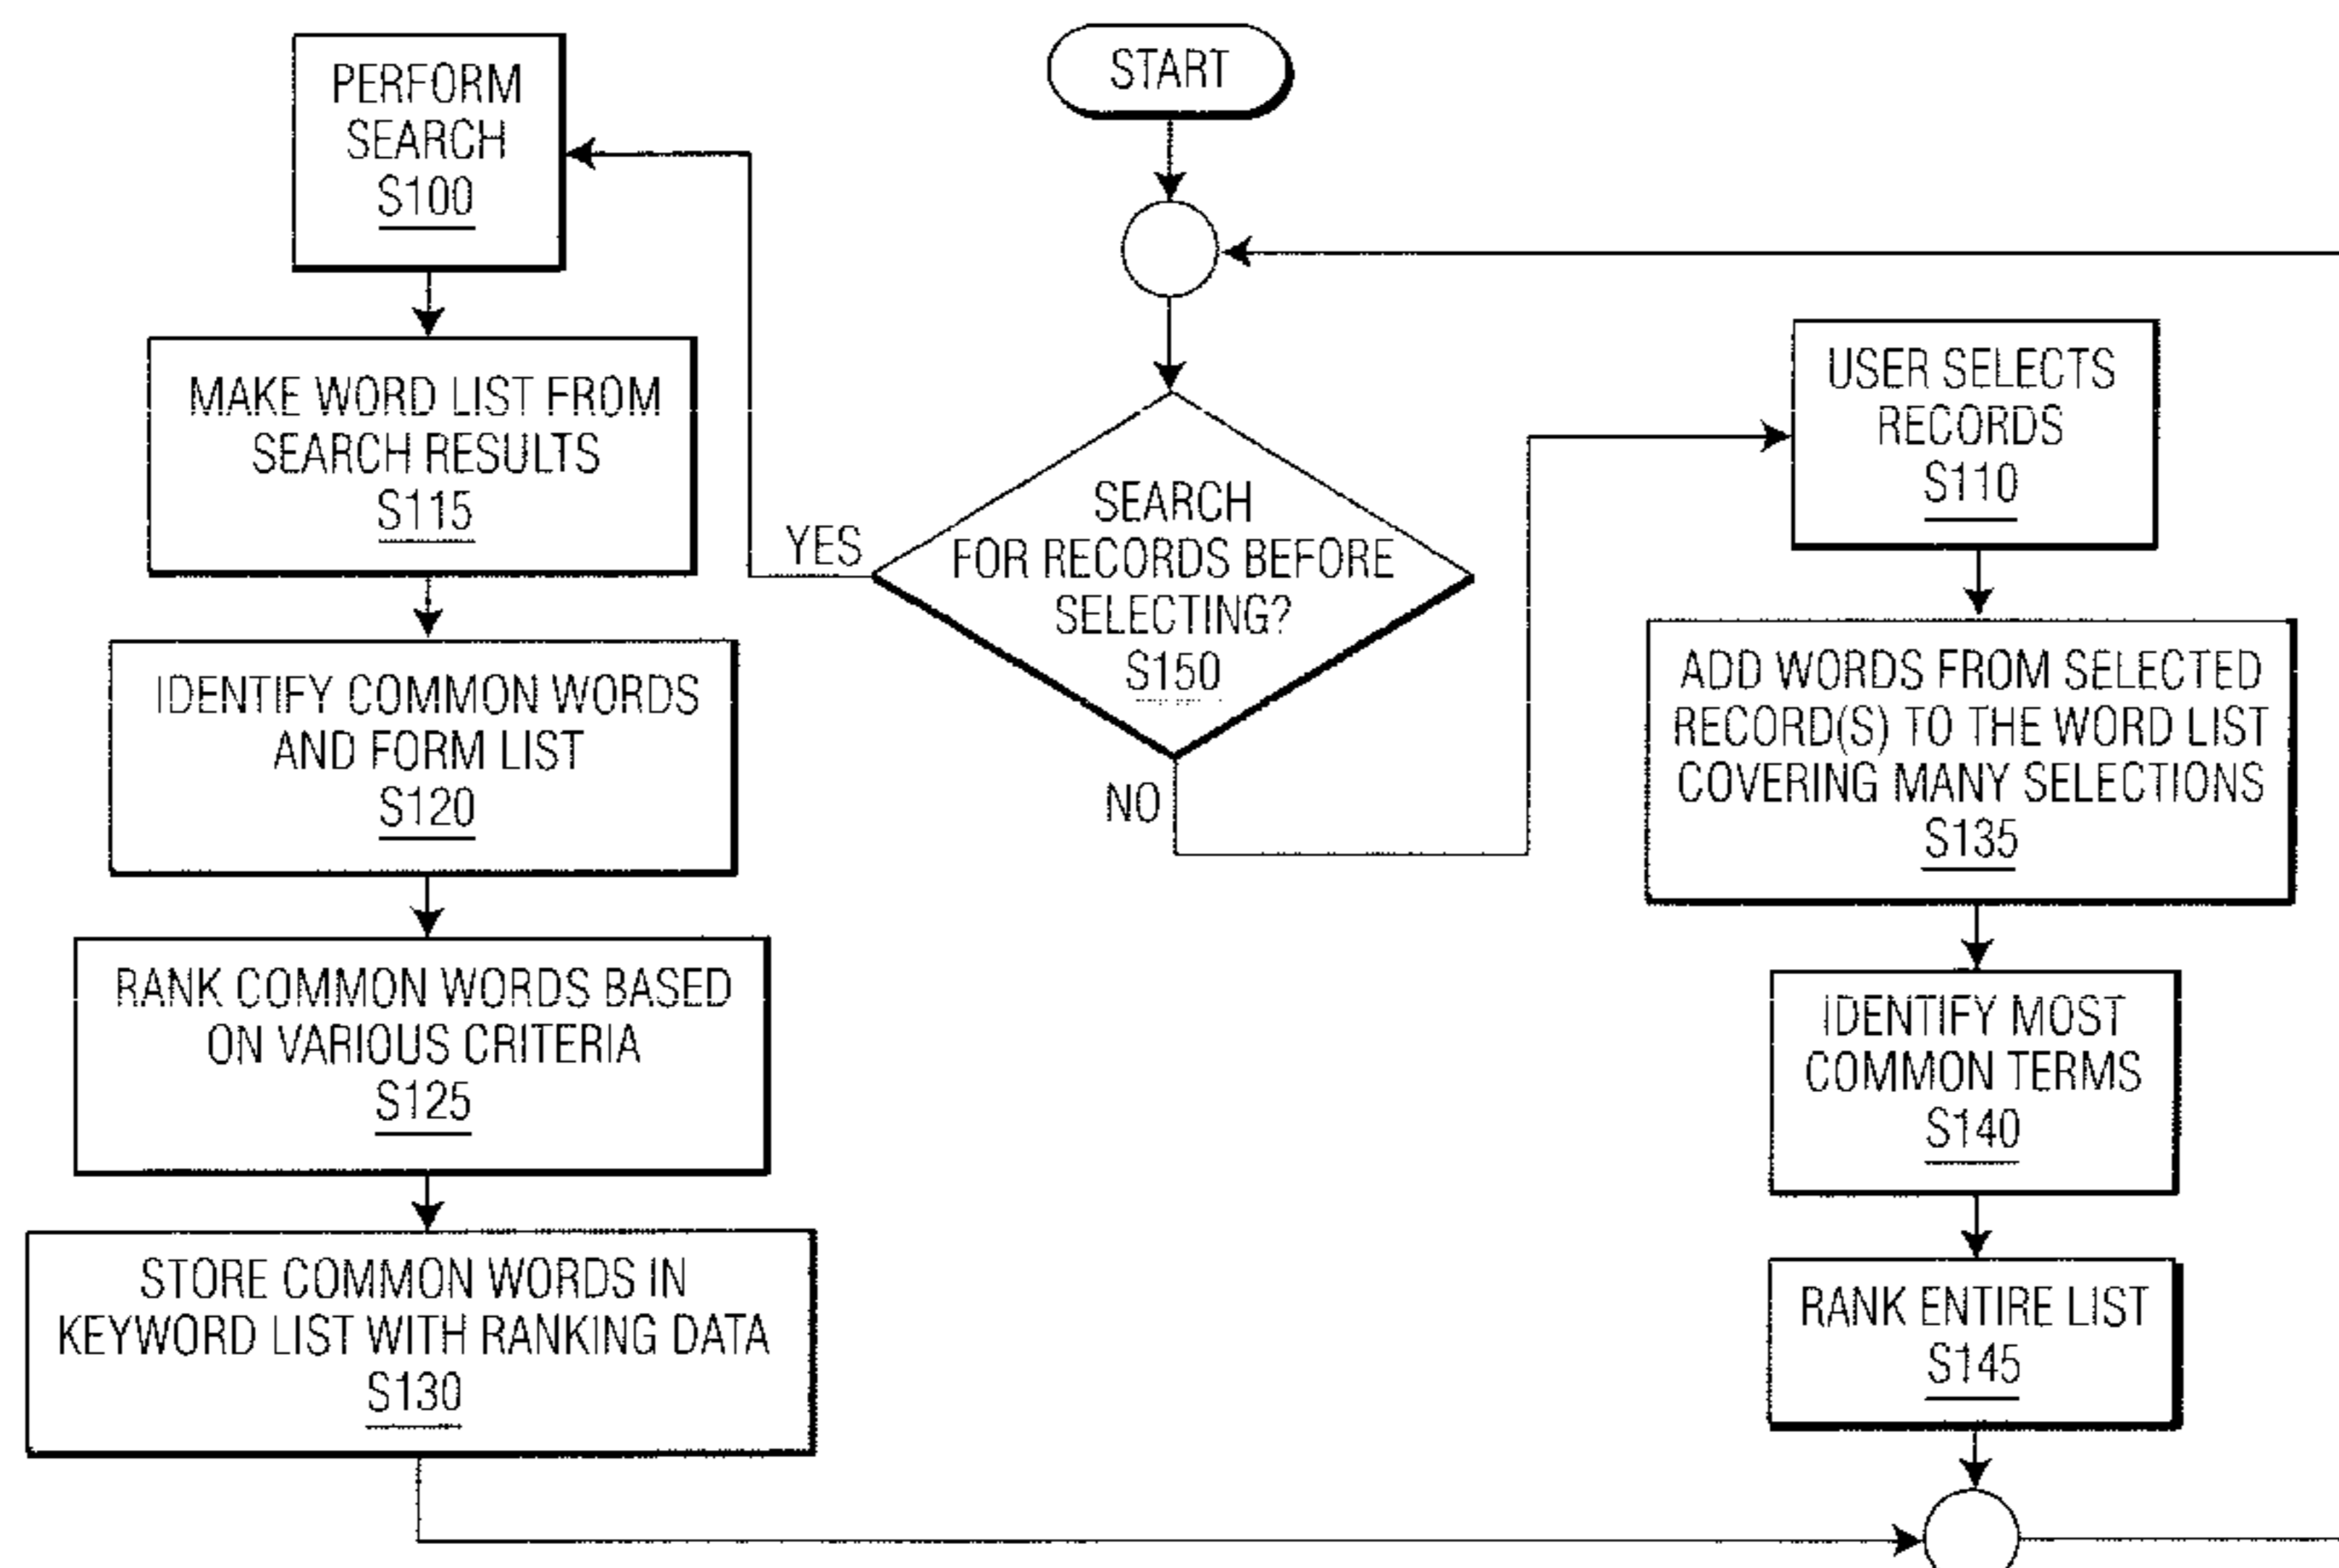 PERFORM
SEARCH
S100
MAKE WORD LIST FROM
SEARCH RESULTS
S115
IDENTIFY COMMON WORDS
AND FORM LIST
S120
RANK COMMON WORDS BASED
ON VARIOUS CRITERIA
S125
STORE COMMON WORDS IN
KEYWORD LIST WITH RANKING DATA
S130
START
SEARCH
FOR RECORDS BEFORE
SELECTING?
S150
YES
NO
USER SELECTS
RECORDS
S110
ADD WORDS FROM SELECTED
RECORD(S) TO THE WORD LIST
COVERING MANY SELECTIONS
S135
IDENTIFY MOST
COMMON TERMS
S140
RANK ENTIRE LIST
S145